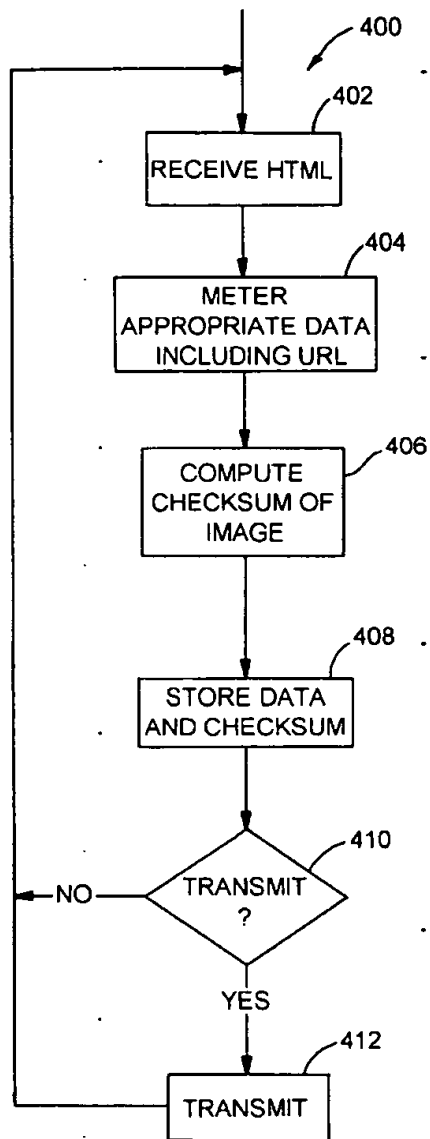 400
402
RECEIVE HTML
404
METER
APPROPRIATE DATA
INCLUDING URL
406
COMPUTE
CHECKSUM OF
IMAGE
408
STORE DATA
AND CHECKSUM
410
TRANSMIT
?
NO
YES
412
TRANSMIT